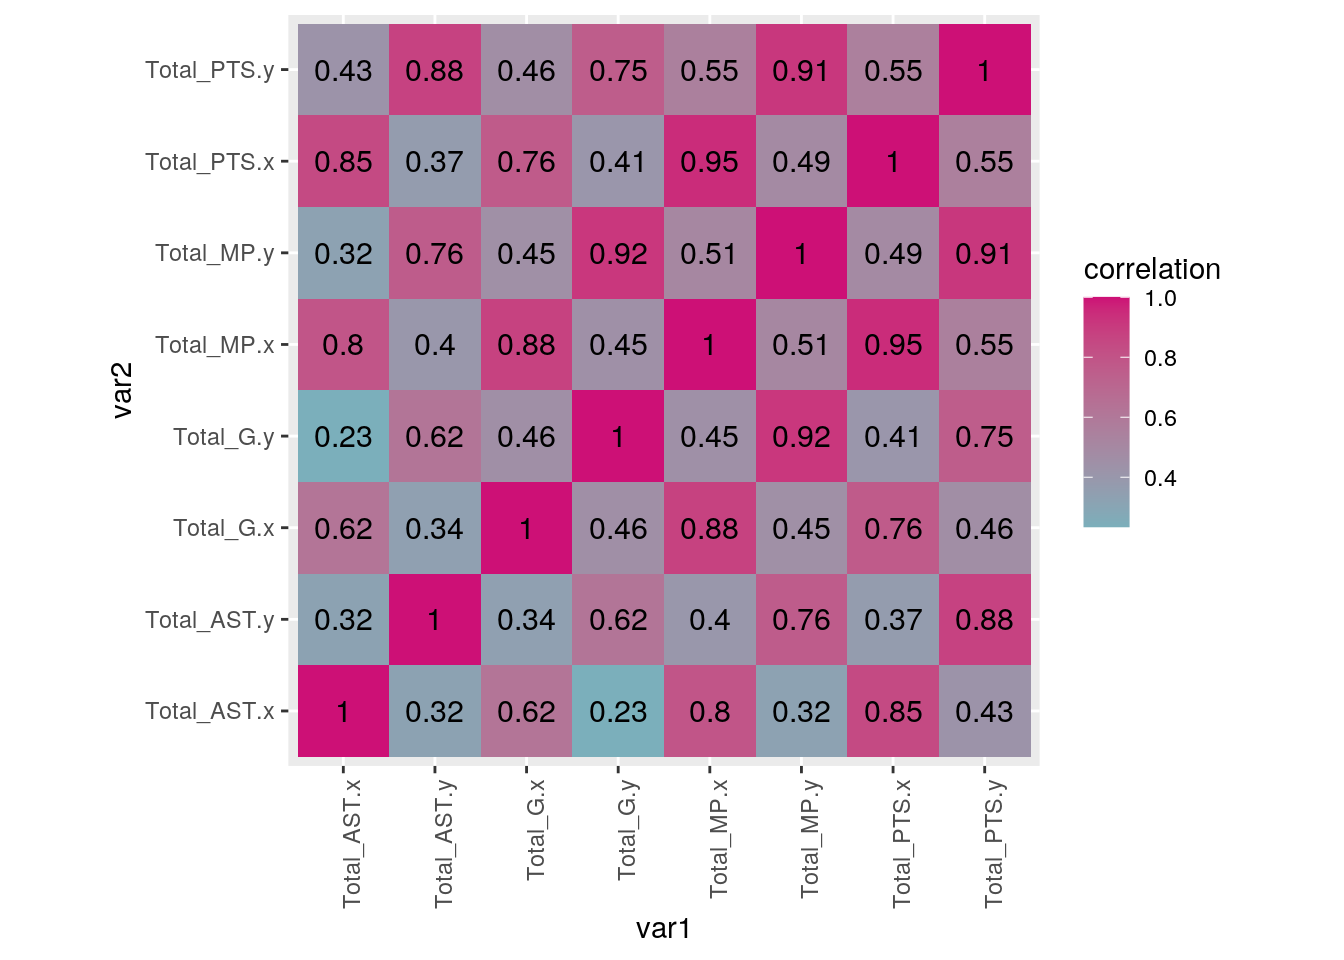 Total_PTS.y 0.43 0.88 0.46 0.75 0.55 0.91 0.55 1
Total_PTS.x 0.85 0.37 0.76 0.41 0.95 0.49 1 0.55
Total_MP.y 0.32 0.76 0.45 0.92 0.51 1 0.49 0.91
Total_MP.x 0.8 0.4 0.88 0.45 1 0.51 0.95 0.55
Total_G.y 0.23 0.62 0.46 1 0.45 0.92 0.41 0.75
Total_G.x 0.62 0.34 1 0.46 0.88 0.45 0.76 0.46
Total_AST.y 0.32 1 0.34 0.62 0.4 0.76 0.37 0.88
Total_AST.x 1 0.32 0.62 0.23 0.8 0.32 0.85 0.43
Total_AST.x Total_AST.y Total_G.x Total_G.y Total_MP.x Total_MP.y Total_PTS.x Total_PTS.y
var1
var2
correlation
1.0
0.8
0.6
0.4